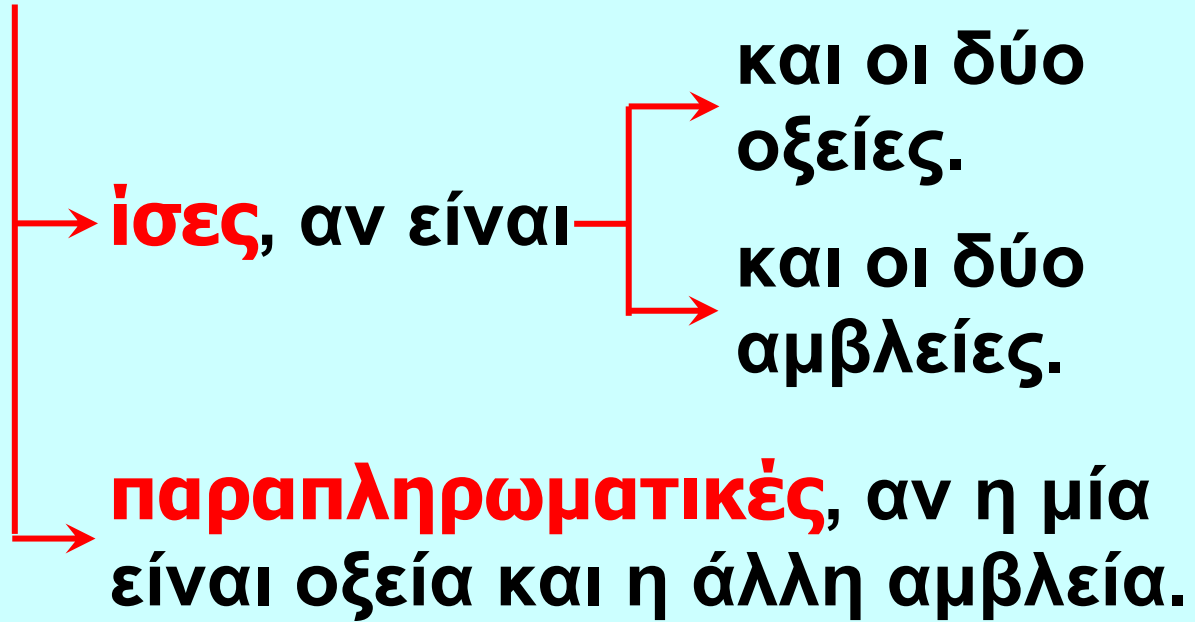 και οι δύο
οξείες.
ίσες, αν είναι
και οι δύο
αμβλείες.
παραπληρωματικές, αν η μία
είναι οξεία και η άλλη αμβλεία.